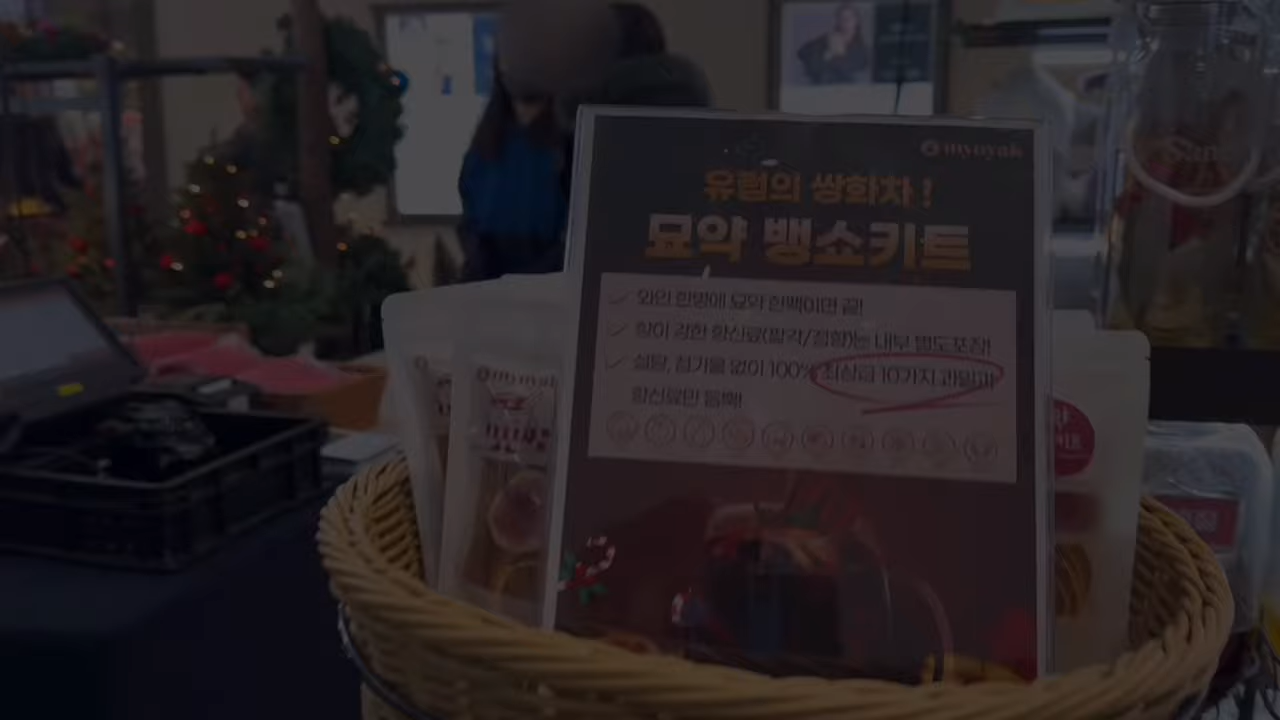 myoyak
유럽의 쌍화차 !
묘약 뱅쇼키트
와인 한병에 묘약 한팩이면 끝!
향이 강한 향신료(팔각/정향)는 내부 별도포장!
설탕, 첨가물 없이 100% 최상급 10가지 과일과
향신료만 듬뿍!
myoyak